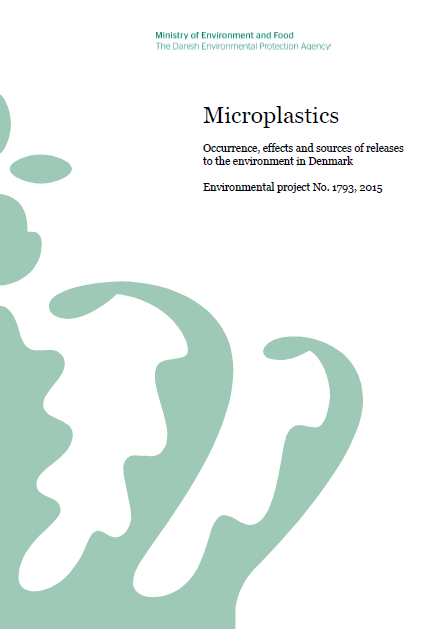 Ministry of Environment and Food
The Danish Environmental Protection Agency
Microplastics
Occurrence, effects and sources of releases
to the environment in Denmark
Environmental project No. 1793, 2015